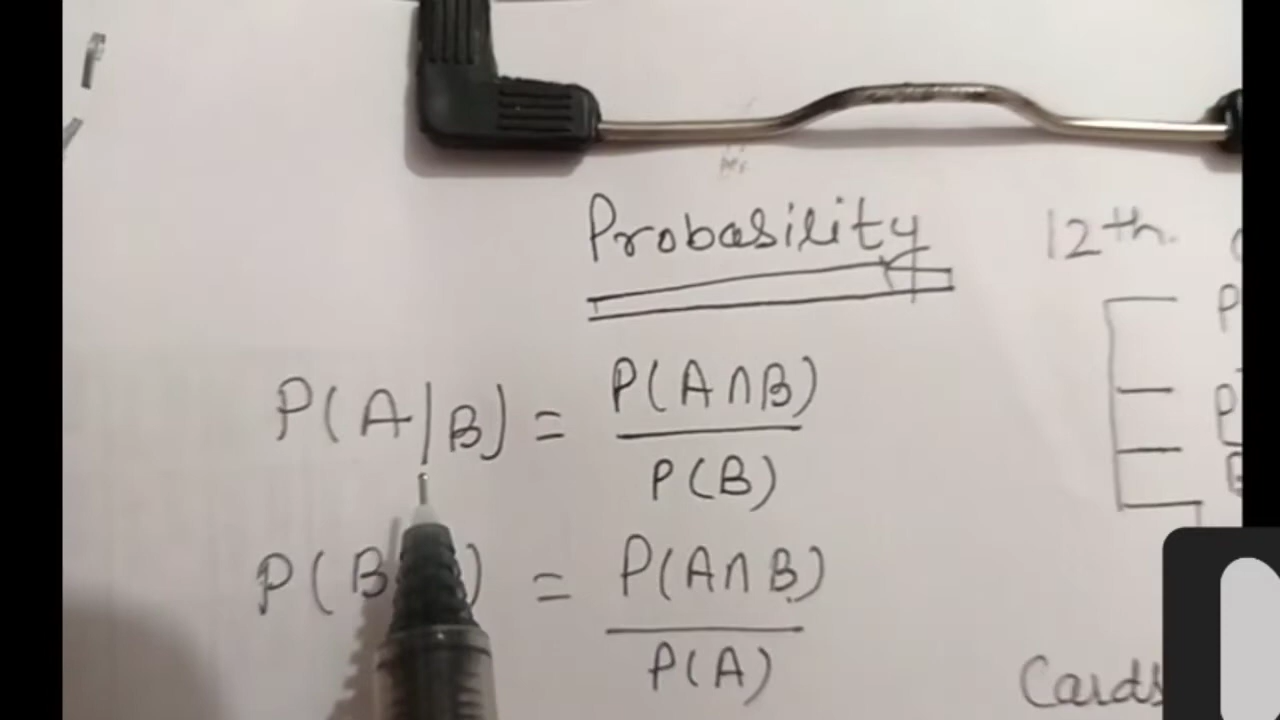 Probability
12th.
P(A|B) = P(A∩B)
P(B)
P(B ) = P(A∩B)
P(A)
Cards